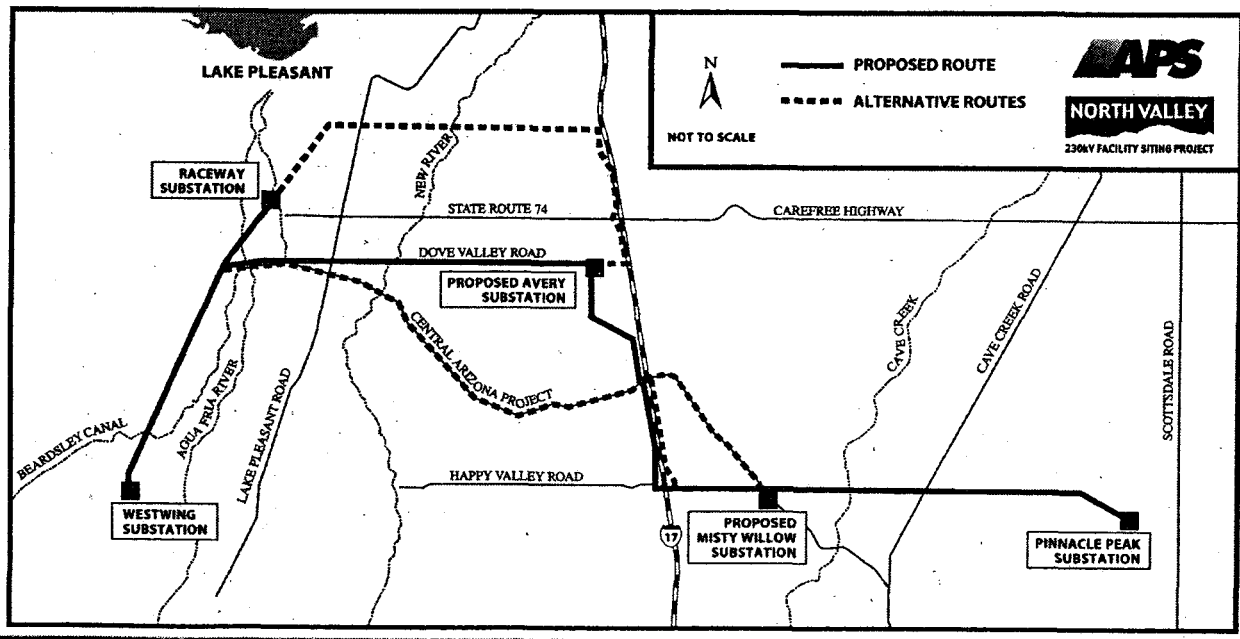 LAKE PLEASANT
N
NOT TO SCALE
PROPOSED ROUTE
ALTERNATIVE ROUTES
APS
NORTH VALLEY
230kV FACILITY SITING PROJECT
RACEWAY
SUBSTATION
NEW RIVER
STATE ROUTE 74
CAREFREE HIGHWAY
DOVE VALLEY ROAD
PROPOSED AVERY
SUBSTATION
CENTRAL ARIZONA PROJECT
CAVE CREEK
CAVE CREEK ROAD
SCOTTSDALE ROAD
BEARDSLEY CANAL
AGUA FRIA RIVER
LAKE PLEASANT ROAD
HAPPY VALLEY ROAD
WESTWING
SUBSTATION
17
PROPOSED
MISTY WILLOW
SUBSTATION
PINNACLE PEAK
SUBSTATION